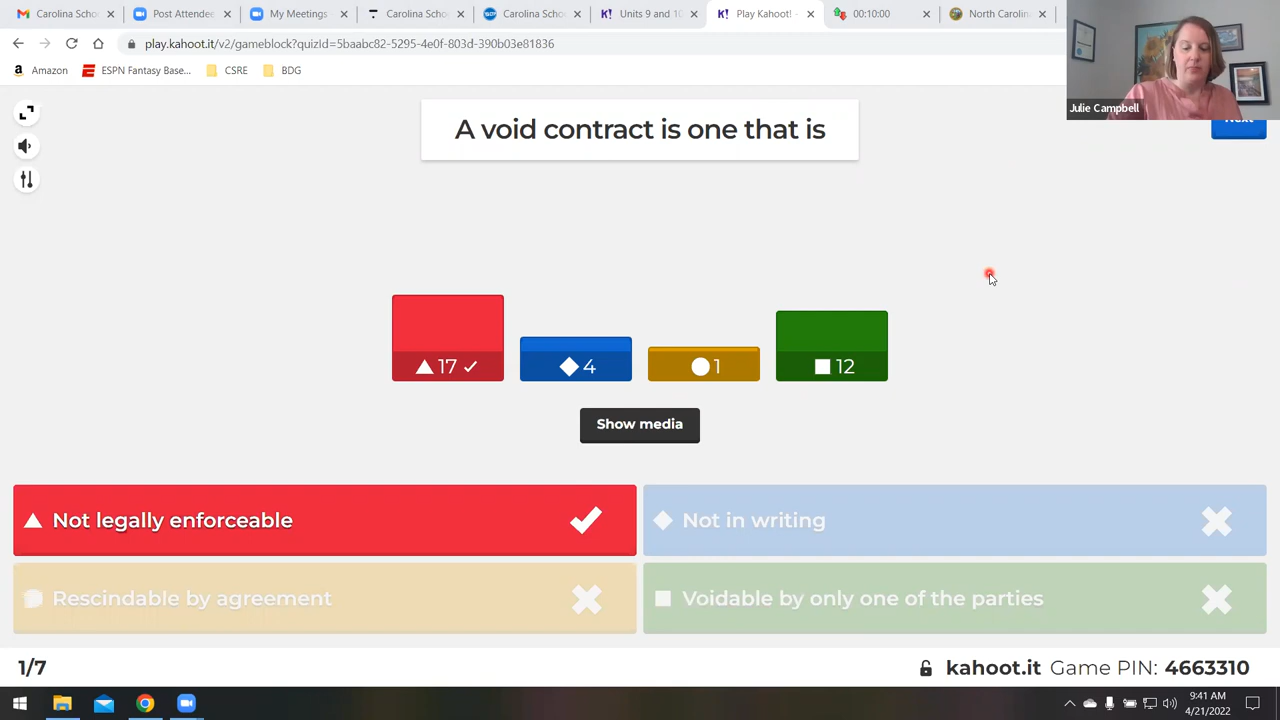 Carolina Scho
Post Attendee
My Meetings -
Carolina Scho
Carolina Scho
K! Units 9 and 10
K! Play Kahoot! -
00:10:00
North Carolin
play.kahoot.it/v2/gameblock?quizId=5baabc82-5295-4e0f-803d-390b03e81836
Amazon
ESPN Fantasy Base...
CSRE
BDG
Julie Campbell
A void contract is one that is
Next
17
4
1
12
Show media
Not legally enforceable
Not in writing
Rescindable by agreement
Voidable by only one of the parties
1/7
kahoot.it Game PIN: 4663310
9:41 AM
4/21/2022